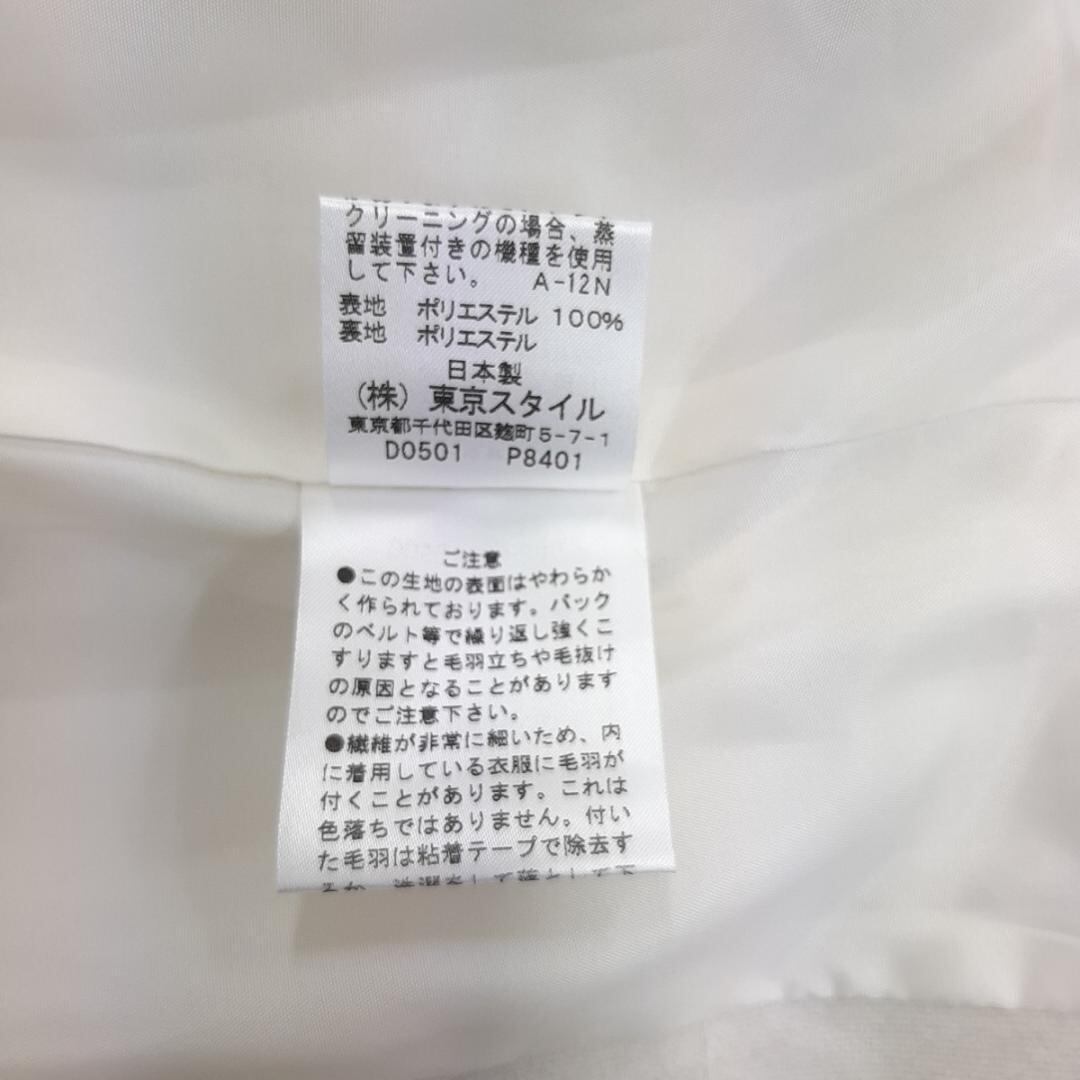 クリーニングの場合、蒸
留装置付きの機種を使用
して下さい。 A-12N
表地 ポリエステル 100%
裏地 ポリエステル
日本製
(株) 東京スタイル
東京都千代田区麹町5-7-1
D0501 P8401
ご注意
●この生地の表面はやわらか
く作られております。バック
のベルト等で繰り返し強くこ
すりますと毛羽立ちや毛抜け
の原因となることがあります
のでご注意下さい。
●繊維が非常に細いため、内
に着用している衣服に毛羽が
付くことがあります。これは
色落ちではありません。付い
た毛羽は粘着テープで除去す